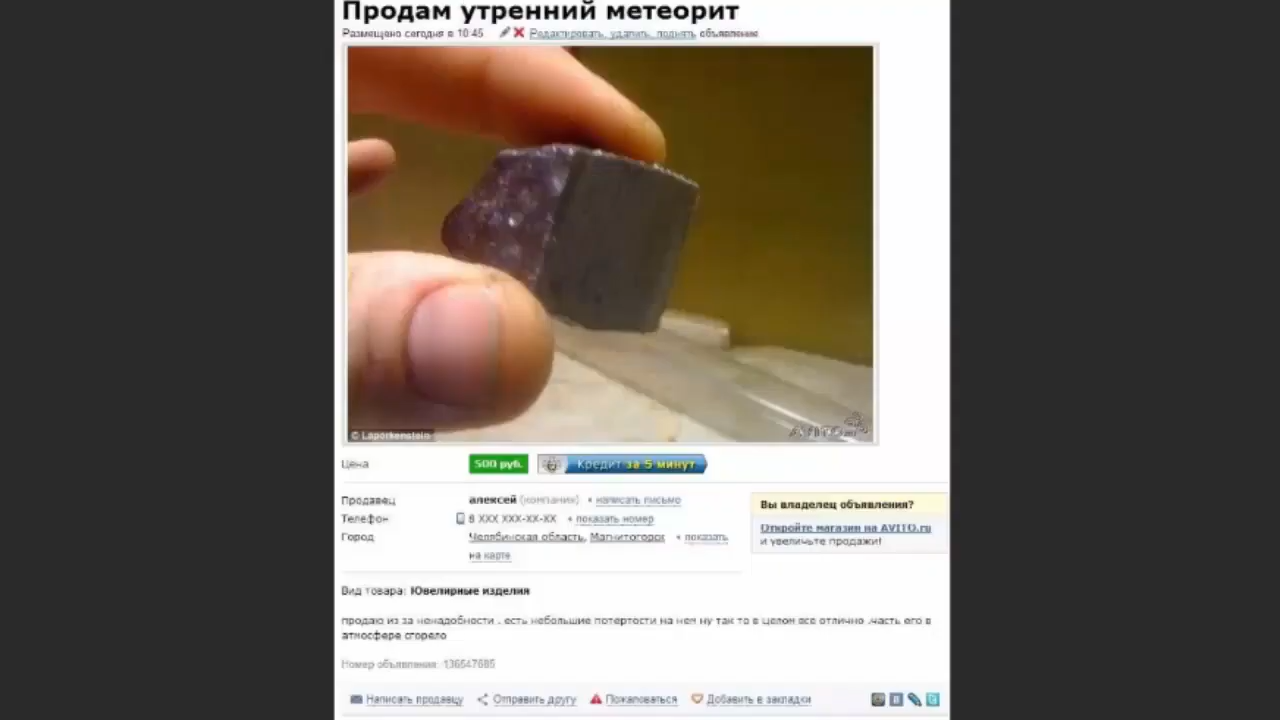 Продам утренний метеорит
Размещено сегодня в 10:45 Редактировать, удалить, поднять объявление
© Laporkenstein
AVITO.ru
Цена 500 руб. Кредит за 5 минут
Продавец алексей (компания) • написать письмо
Телефон 8 XXX XXX-XX-XX • показать номер
Город Челябинская область, Магнитогорск • показать
на карте
Вы владелец объявления?
Откройте магазин на AVITO.ru
и увеличьте продажи!
Вид товара: Ювелирные изделия
продаю из за ненадобности . есть небольшие потертости на нем ну так то в целом все отлично .часть его в
атмосфере сгорело
Номер объявления: 136547685
Написать продавцу Отправить другу Пожаловаться Добавить в закладки